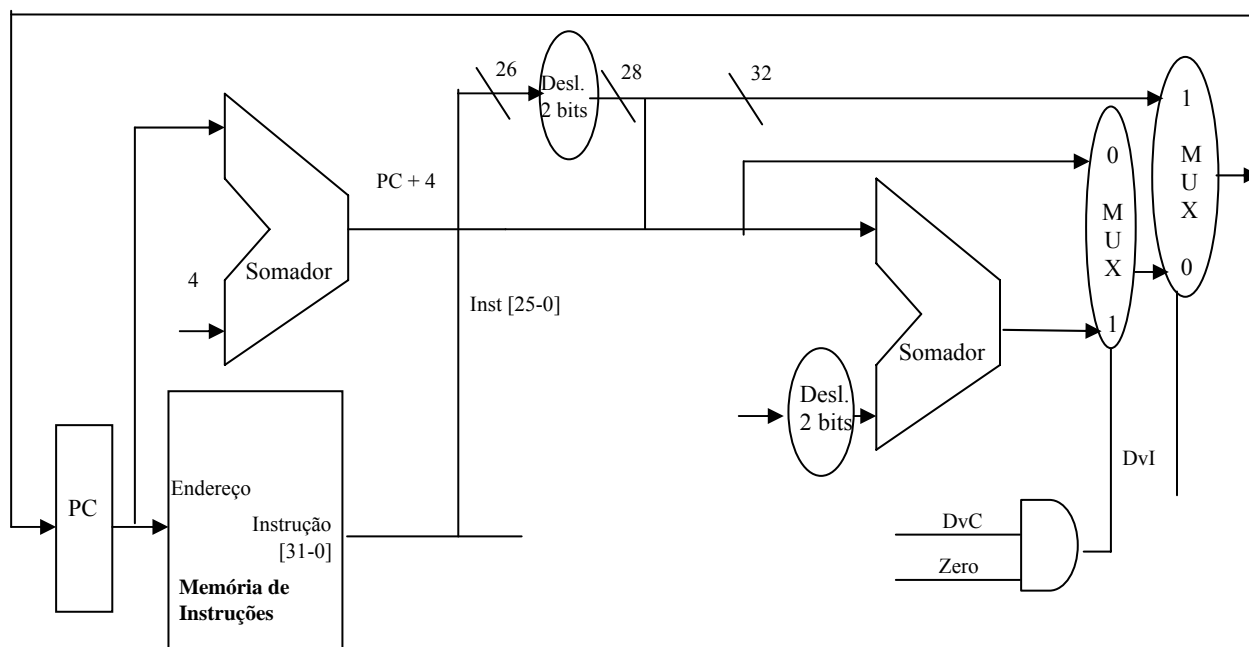 26
Desl.
2 bits
28
32
1
M
U
X
0
0
M
U
X
1
PC + 4
4
Somador
Inst [25-0]
Somador
Desl.
2 bits
DvI
PC
Endereço
Instrução
[31-0]
Memória de
Instruções
DvC
Zero